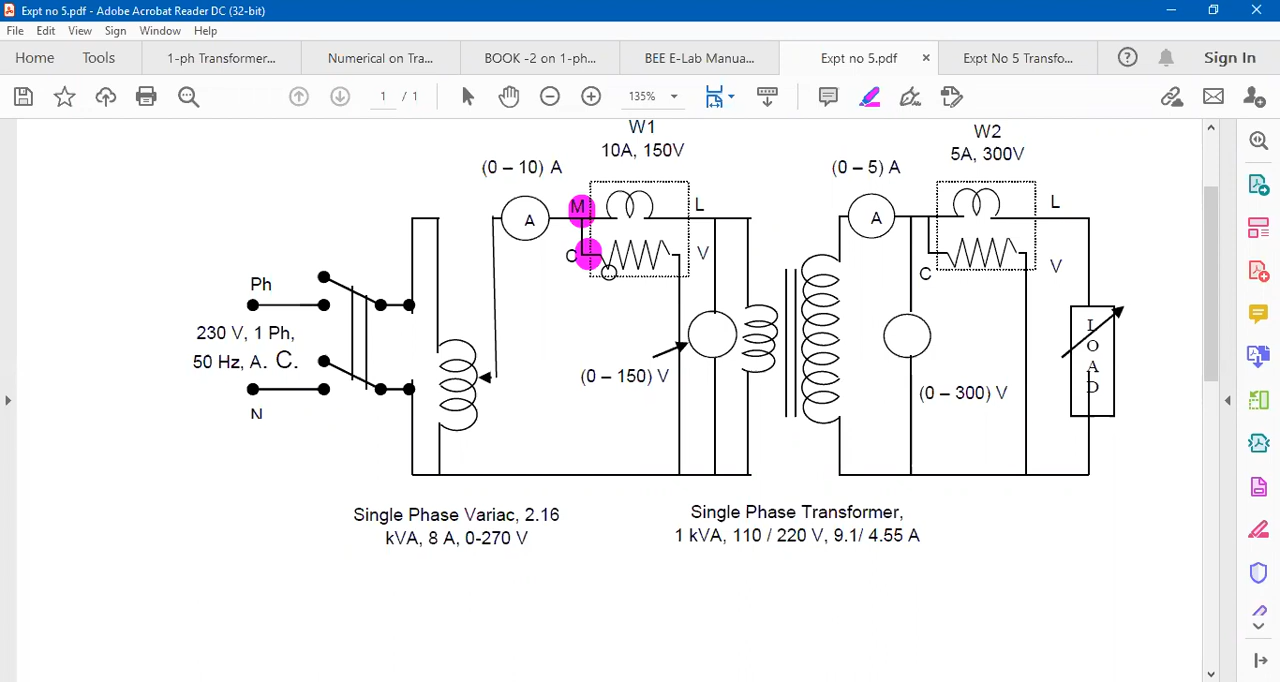 Expt no 5.pdf - Adobe Acrobat Reader DC (32-bit)
File Edit View Sign Window Help
Home Tools 1-ph Transformer... Numerical on Tra... BOOK -2 on 1-ph... BEE E-Lab Manua... Expt no 5.pdf × Expt No 5 Transfo... Sign In
1 / 1 135%
W1
10A, 150V
W2
5A, 300V
(0 – 10) A
(0 – 5) A
M
L
L
A
A
C
V
C
V
Ph
230 V, 1 Ph,
50 Hz, A. C.
N
(0 – 150) V
(0 – 300) V
L
O
A
D
Single Phase Variac, 2.16
kVA, 8 A, 0-270 V
Single Phase Transformer,
1 kVA, 110 / 220 V, 9.1/ 4.55 A